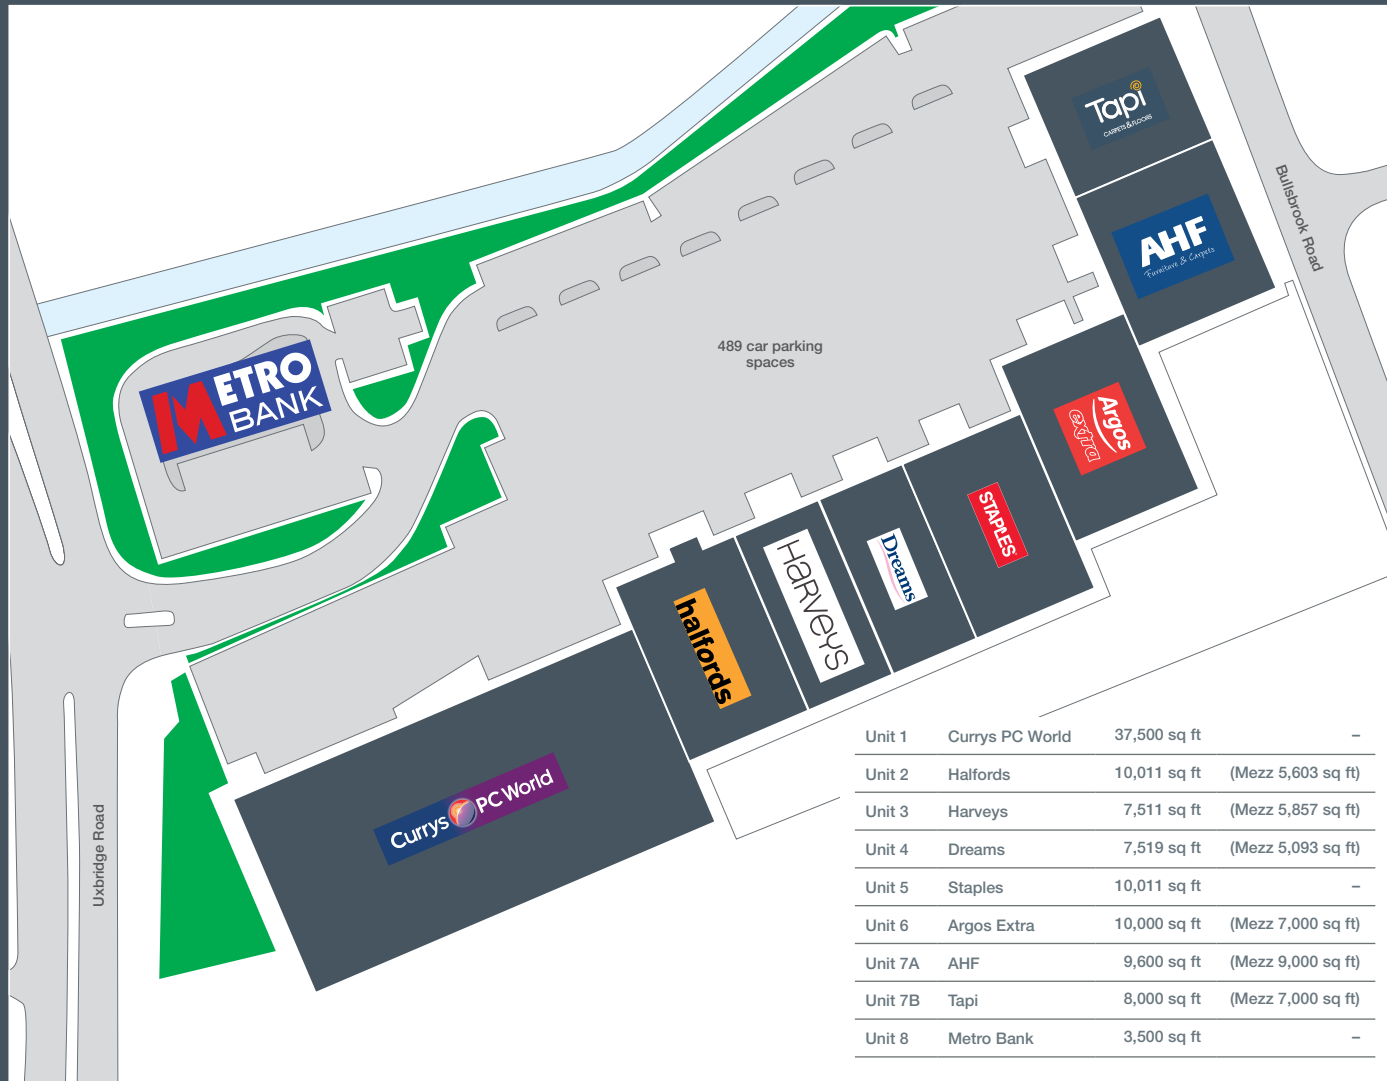 Tapi
CARPETS & FLOORS
AHF
Furniture & Carpets
Bullsbrook Road
489 car parking
spaces
METRO
BANK
Argos
extra
STAPLES
Dreams
HARVEYS
halfords
Currys PC World
Uxbridge Road
Unit 1 Currys PC World 37,500 sq ft –
Unit 2 Halfords 10,011 sq ft (Mezz 5,603 sq ft)
Unit 3 Harveys 7,511 sq ft (Mezz 5,857 sq ft)
Unit 4 Dreams 7,519 sq ft (Mezz 5,093 sq ft)
Unit 5 Staples 10,011 sq ft –
Unit 6 Argos Extra 10,000 sq ft (Mezz 7,000 sq ft)
Unit 7A AHF 9,600 sq ft (Mezz 9,000 sq ft)
Unit 7B Tapi 8,000 sq ft (Mezz 7,000 sq ft)
Unit 8 Metro Bank 3,500 sq ft –